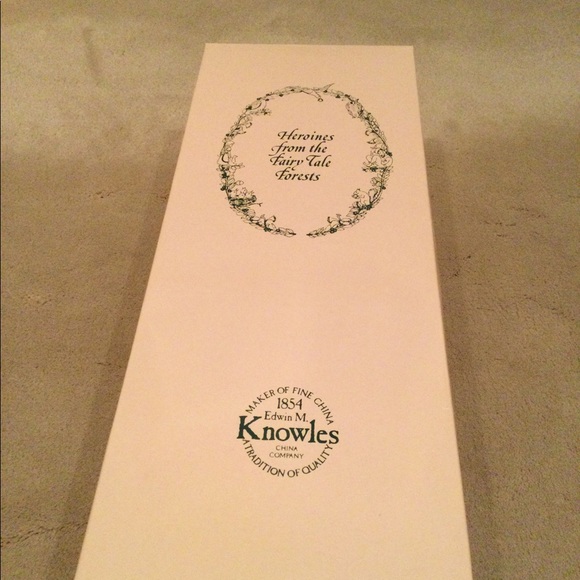 Heroines
from the
Fairy Tale
Forests
MAKER OF FINE CHINA
1854
Edwin M.
Knowles
CHINA
COMPANY
A TRADITION OF QUALITY